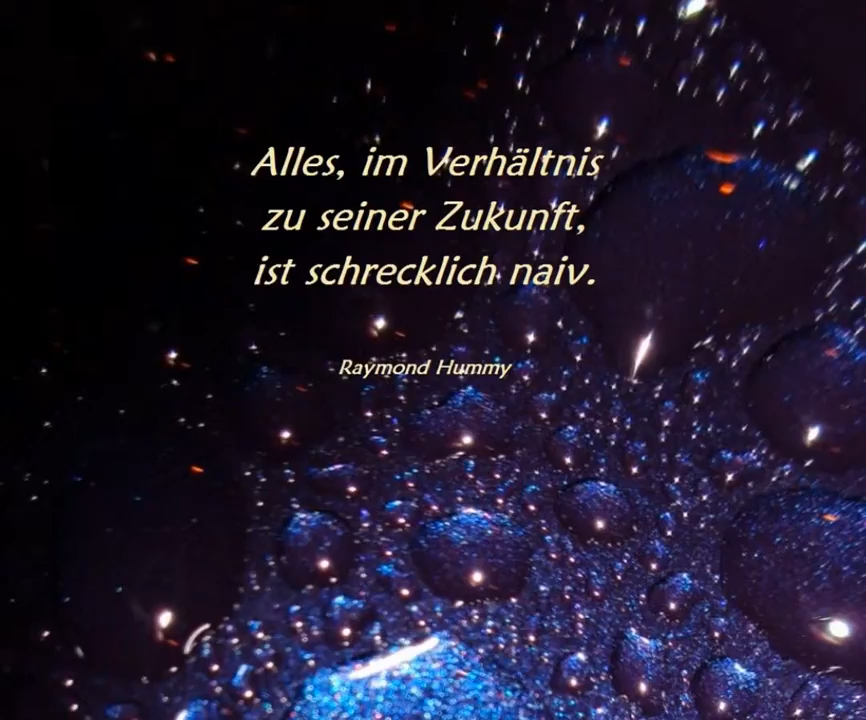 Alles, im Verhältnis
zu seiner Zukunft,
ist schrecklich naiv.
Raymond Hummy